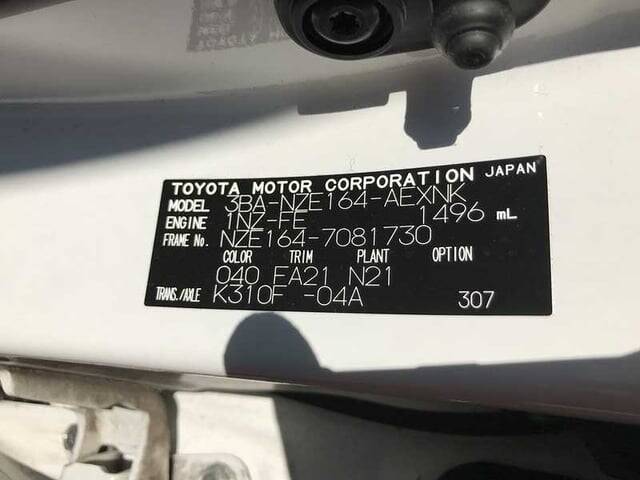 TOYOTA MOTOR CORPORATION JAPAN
MODEL 3BA-NZE164-AEXNK
ENGINE 1NZ-FE 1496 mL
FRAME No. NZE164-7081730
COLOR TRIM PLANT OPTION
040 FA21 N21
TRANS./AXLE K310F -04A 307